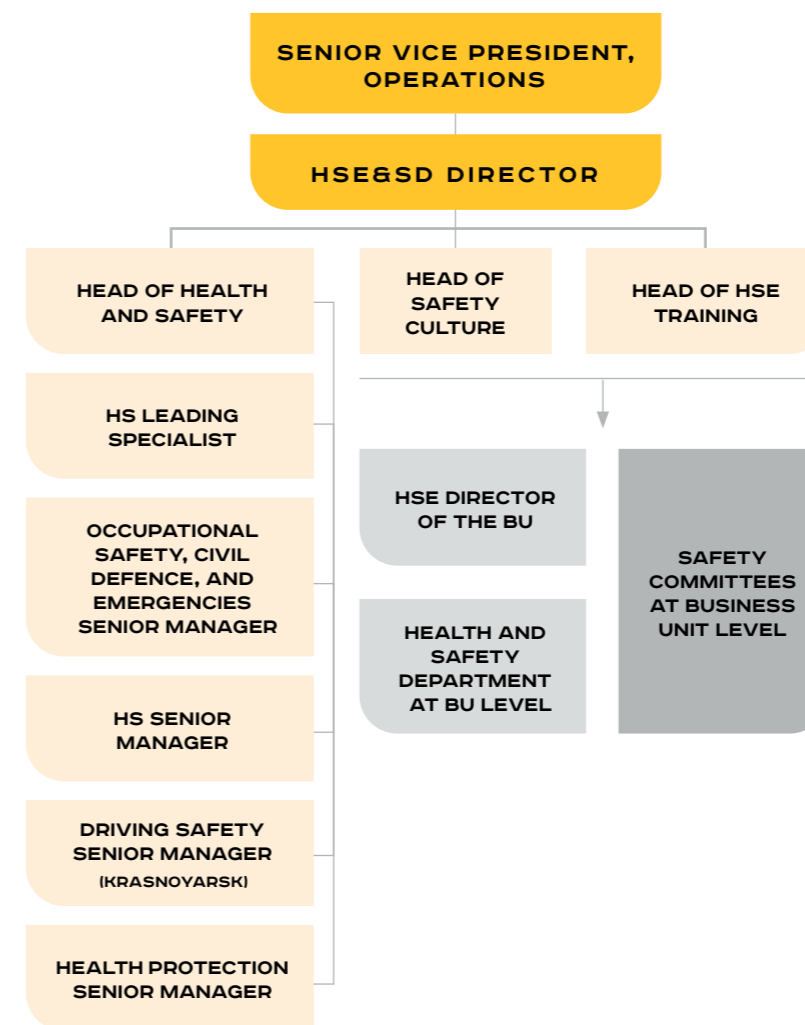 SENIOR VICE PRESIDENT,
OPERATIONS
HSE&SD DIRECTOR
HEAD OF HEALTH
AND SAFETY
HEAD OF
SAFETY
CULTURE
HEAD OF HSE
TRAINING
HS LEADING
SPECIALIST
OCCUPATIONAL
SAFETY, CIVIL
DEFENCE, AND
EMERGENCIES
SENIOR MANAGER
HS SENIOR
MANAGER
DRIVING SAFETY
SENIOR MANAGER
(KRASNOYARSK)
HEALTH PROTECTION
SENIOR MANAGER
HSE DIRECTOR
OF THE BU
HEALTH AND
SAFETY
DEPARTMENT
AT BU LEVEL
SAFETY
COMMITTEES
AT BUSINESS
UNIT LEVEL